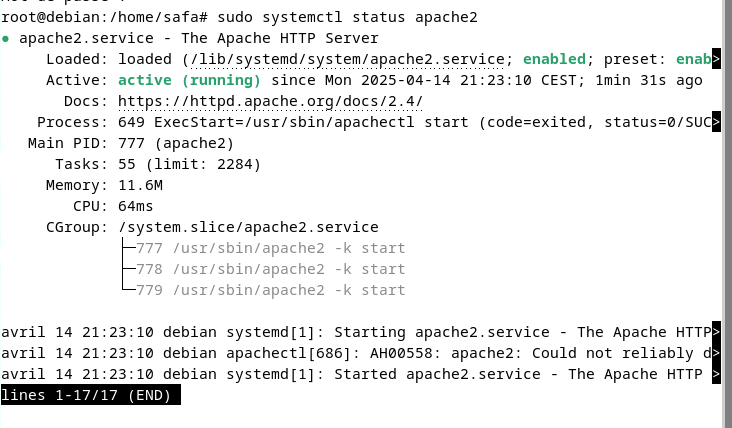 root@debian:/home/safa# sudo systemctl status apache2
● apache2.service - The Apache HTTP Server
Loaded: loaded (/lib/systemd/system/apache2.service; enabled; preset: enab>
Active: active (running) since Mon 2025-04-14 21:23:10 CEST; 1min 31s ago
Docs: https://httpd.apache.org/docs/2.4/
Process: 649 ExecStart=/usr/sbin/apachectl start (code=exited, status=0/SUC>
Main PID: 777 (apache2)
Tasks: 55 (limit: 2284)
Memory: 11.6M
CPU: 64ms
CGroup: /system.slice/apache2.service
├─777 /usr/sbin/apache2 -k start
├─778 /usr/sbin/apache2 -k start
└─779 /usr/sbin/apache2 -k start
avril 14 21:23:10 debian systemd[1]: Starting apache2.service - The Apache HTTP>
avril 14 21:23:10 debian apachectl[686]: AH00558: apache2: Could not reliably d>
avril 14 21:23:10 debian systemd[1]: Started apache2.service - The Apache HTTP >
lines 1-17/17 (END)